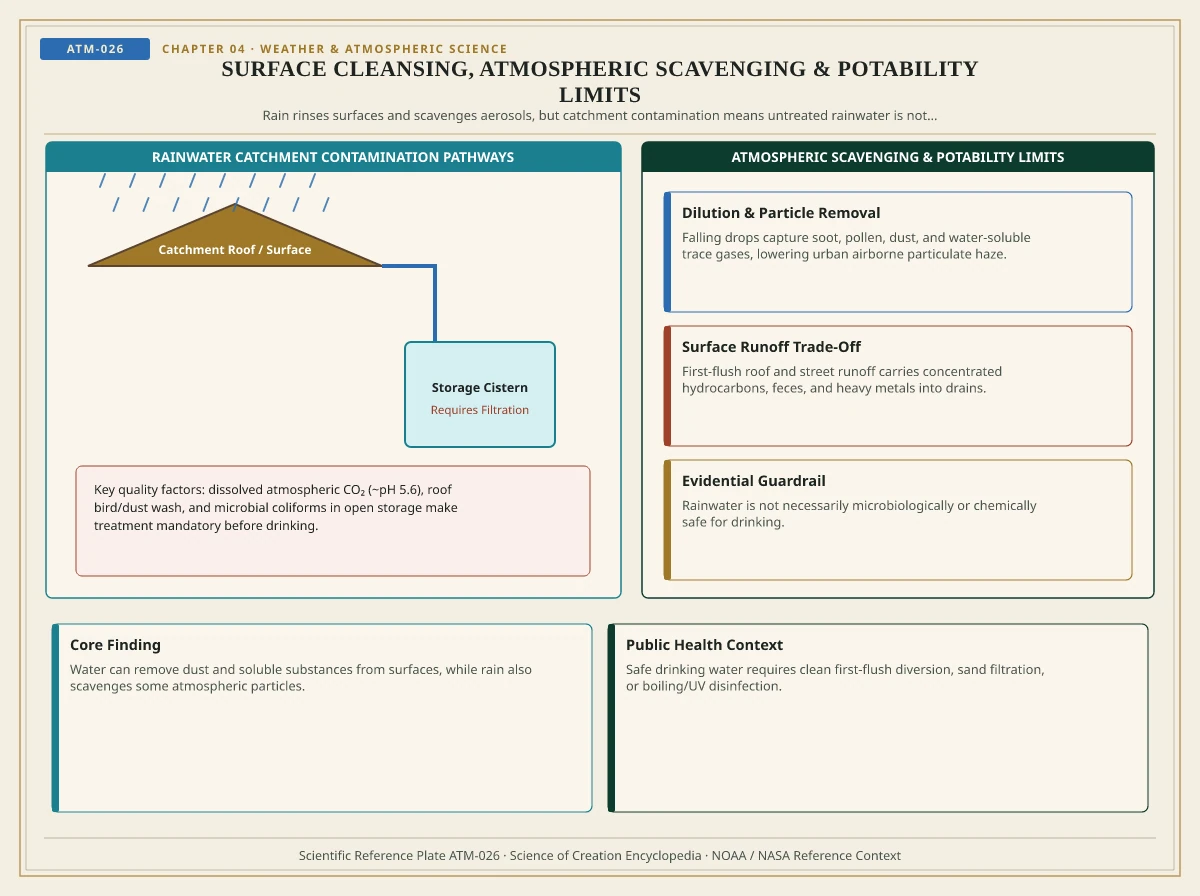 ATM-026
CHAPTER 04 · WEATHER & ATMOSPHERIC SCIENCE
SURFACE CLEANSING, ATMOSPHERIC SCAVENGING & POTABILITY
LIMITS
Rain rinses surfaces and scavenges aerosols, but catchment contamination means untreated rainwater is not...
RAINWATER CATCHMENT CONTAMINATION PATHWAYS
Catchment Roof / Surface
Storage Cistern
Requires Filtration
Key quality factors: dissolved atmospheric CO₂ (~pH 5.6), roof
bird/dust wash, and microbial coliforms in open storage make
treatment mandatory before drinking.
ATMOSPHERIC SCAVENGING & POTABILITY LIMITS
Dilution & Particle Removal
Falling drops capture soot, pollen, dust, and water-soluble
trace gases, lowering urban airborne particulate haze.
Surface Runoff Trade-Off
First-flush roof and street runoff carries concentrated
hydrocarbons, feces, and heavy metals into drains.
Evidential Guardrail
Rainwater is not necessarily microbiologically or chemically
safe for drinking.
Core Finding
Water can remove dust and soluble substances from surfaces, while rain also
scavenges some atmospheric particles.
Public Health Context
Safe drinking water requires clean first-flush diversion, sand filtration,
or boiling/UV disinfection.
Scientific Reference Plate ATM-026 · Science of Creation Encyclopedia · NOAA / NASA Reference Context